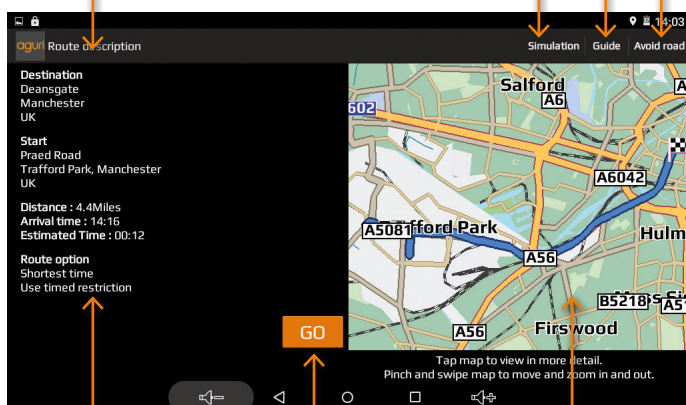 14:03
aguri Route description
Simulation Guide Avoid road
Destination
Deansgate
Manchester
UK
Start
Praed Road
Trafford Park, Manchester
UK
Distance : 4.4Miles
Arrival time : 14:16
Estimated Time : 00:12
Route option
Shortest time
Use timed restriction
GO
Salford
A6
602
A6042
A5081
fford Park
Hulm
A56
B5218
A56
Firswood
Tap map to view in more detail.
Pinch and swipe map to move and zoom in and out.